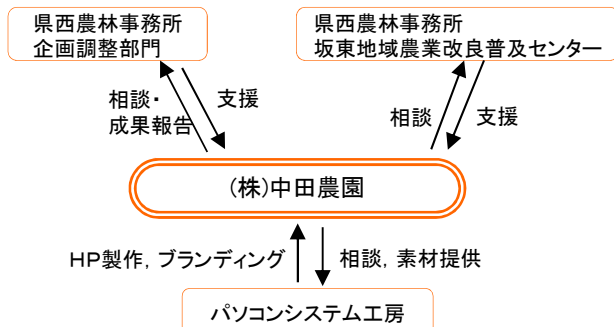 県西農林事務所
企画調整部門
県西農林事務所
坂東地域農業改良普及センター
相談・
成果報告
支援
相談
支援
(株)中田農園
HP製作, ブランディング
相談, 素材提供
パソコンシステム工房